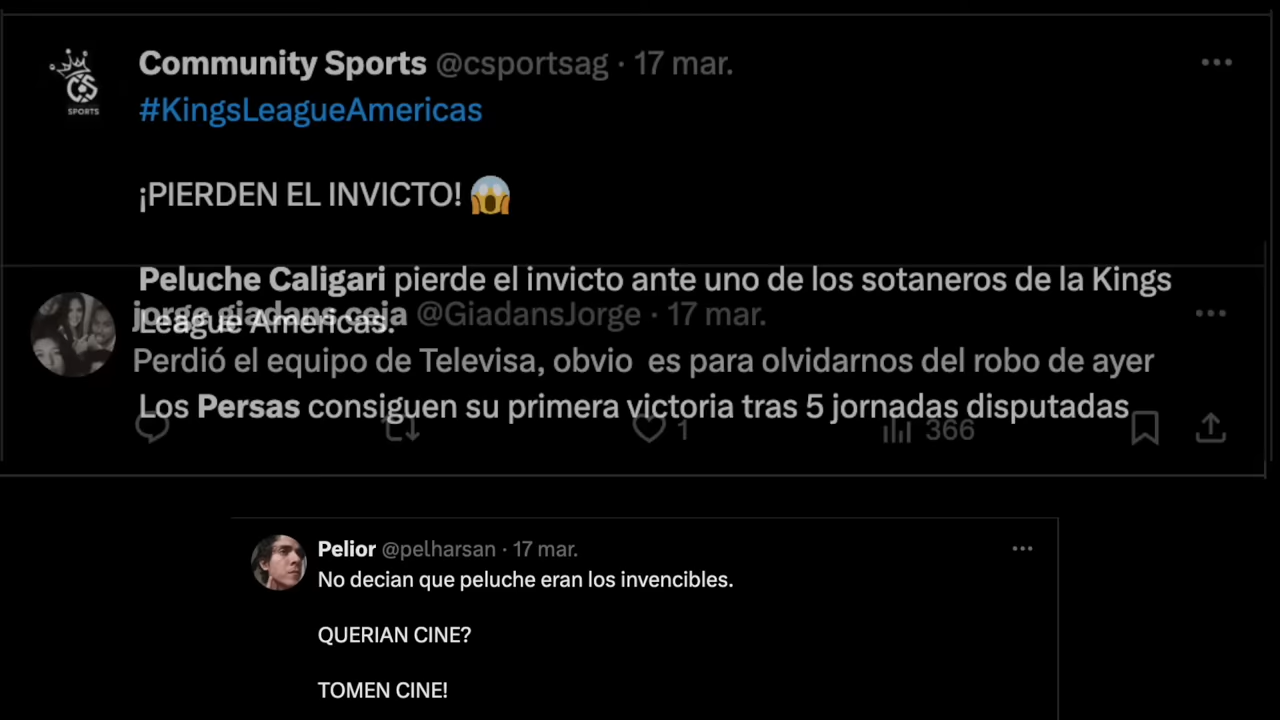 Community Sports @csportsag · 17 mar.
#KingsLeagueAmericas
¡PIERDEN EL INVICTO! 😱
Peluche Caligari pierde el invicto ante uno de los sotaneros de la Kings
League Americas.
Los Persas consiguen su primera victoria tras 5 jornadas disputadas
CS
SPORTS
jorge giadans ceja @GiadansJorge · 17 mar.
Perdió el equipo de Televisa, obvio es para olvidarnos del robo de ayer
1
366
Pelior @pelharsan · 17 mar.
No decian que peluche eran los invencibles.
QUERIAN CINE?
TOMEN CINE!